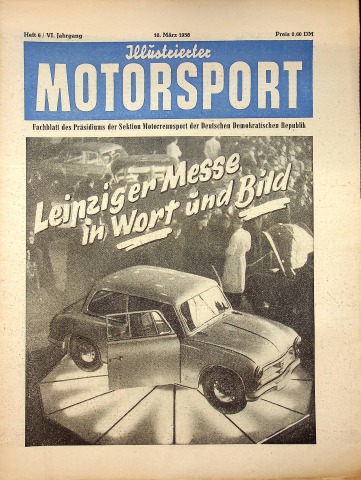 Heft 6 / VI. Jahrgang 16. März 1956 Preis 0,60 DM
Illustrierter
MOTORSPORT
Fachblatt des Präsidiums der Sektion Motorrennsport der Deutschen Demokratischen Republik
Leipziger Messe
in Wort und Bild